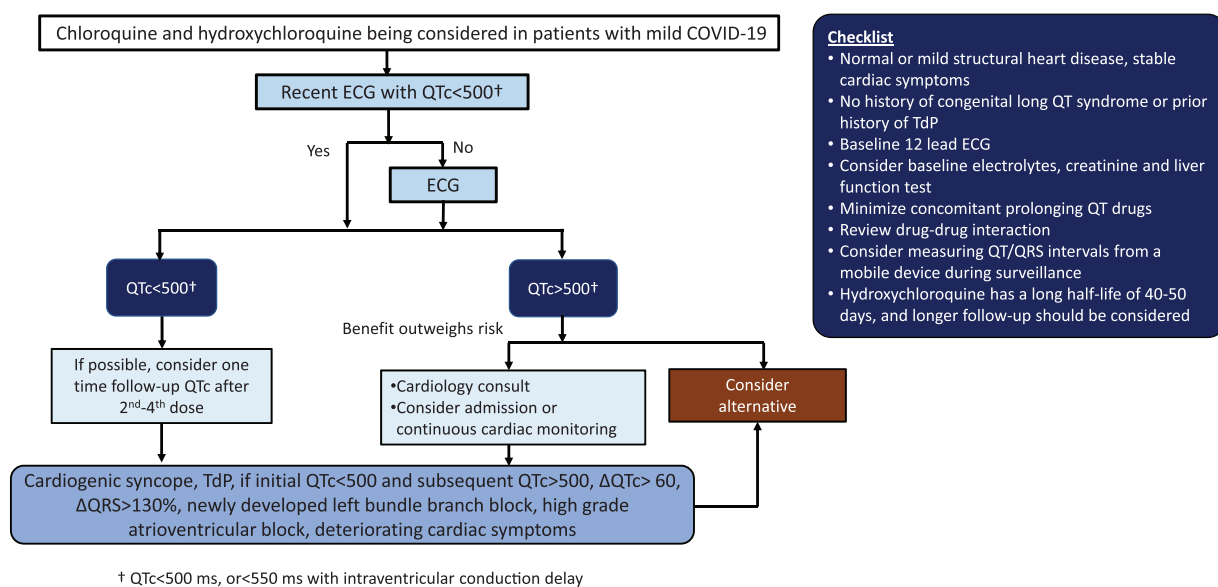 Chloroquine and hydroxychloroquine being considered in patients with mild COVID-19
Recent ECG with QTc<500†
Yes
No
ECG
QTc<500†
QTc>500†
Benefit outweighs risk
If possible, consider one
time follow-up QTc after
2nd-4th dose
•Cardiology consult
•Consider admission or
continuous cardiac monitoring
Consider
alternative
Cardiogenic syncope, TdP, if initial QTc<500 and subsequent QTc>500, ΔQTc> 60,
ΔQRS>130%, newly developed left bundle branch block, high grade
atrioventricular block, deteriorating cardiac symptoms
† QTc<500 ms, or<550 ms with intraventricular conduction delay
Checklist
• Normal or mild structural heart disease, stable
cardiac symptoms
• No history of congenital long QT syndrome or prior
history of TdP
• Baseline 12 lead ECG
• Consider baseline electrolytes, creatinine and liver
function test
• Minimize concomitant prolonging QT drugs
• Review drug-drug interaction
• Consider measuring QT/QRS intervals from a
mobile device during surveillance
• Hydroxychloroquine has a long half-life of 40-50
days, and longer follow-up should be considered